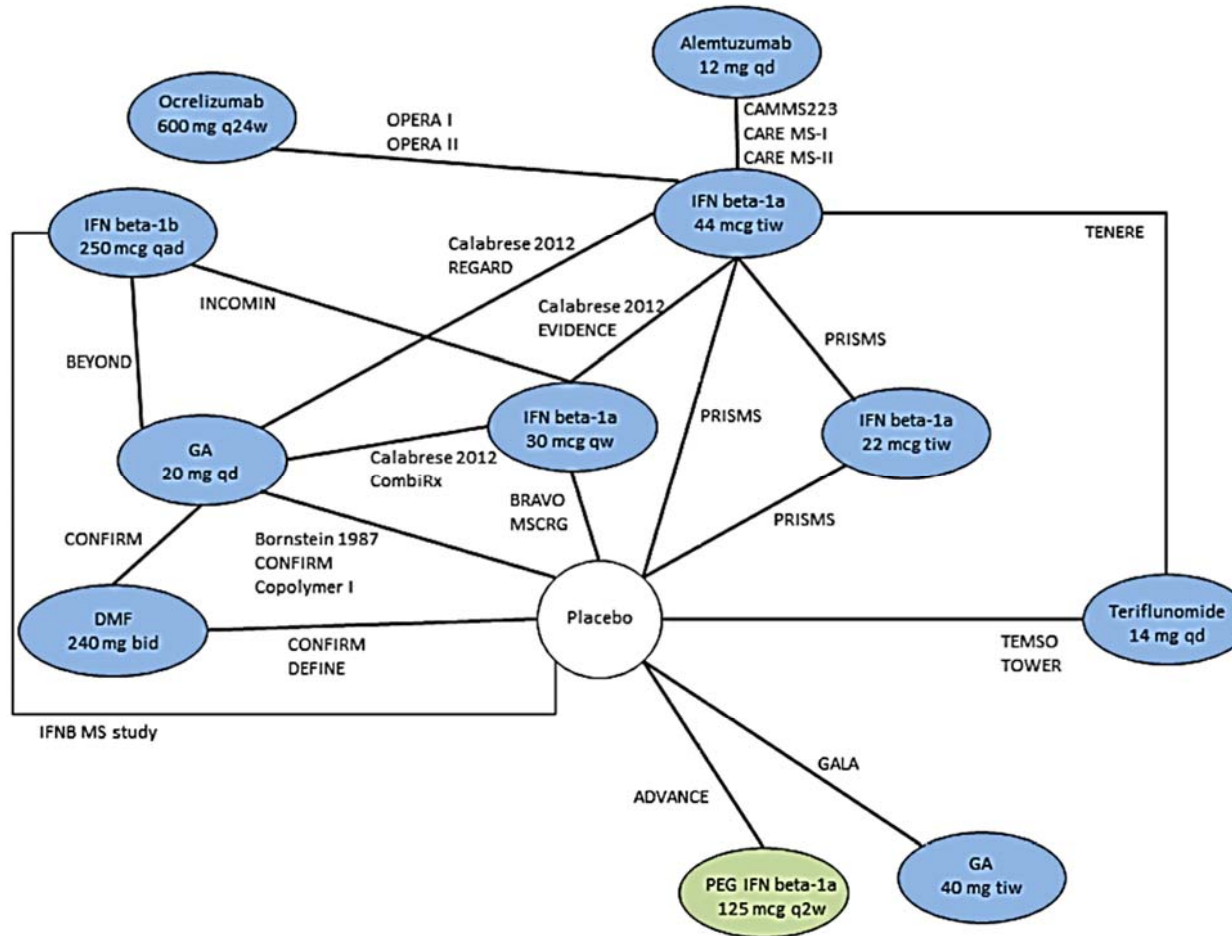 Alemtuzumab
12 mg qd
Ocrelizumab
600 mg q24w
OPERA I
OPERA II
CAMMS223
CARE MS-I
CARE MS-II
IFN beta-1b
250 mcg qad
IFN beta-1a
44 mcg tiw
TENERE
Calabrese 2012
REGARD
INCOMIN
Calabrese 2012
EVIDENCE
PRISMS
BEYOND
PRISMS
IFN beta-1a
30 mcg qw
IFN beta-1a
22 mcg tiw
GA
20 mg qd
Calabrese 2012
CombiRx
BRAVO
MSCRG
PRISMS
CONFIRM
Bornstein 1987
CONFIRM
Copolymer I
DMF
240 mg bid
Placebo
Teriflunomide
14 mg qd
CONFIRM
DEFINE
TEMSO
TOWER
IFNB MS study
GALA
ADVANCE
PEG IFN beta-1a
125 mcg q2w
GA
40 mg tiw